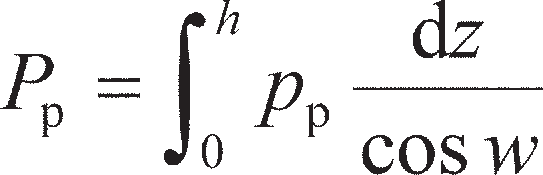 P_p = ∫_0^h p_p dz / cos w